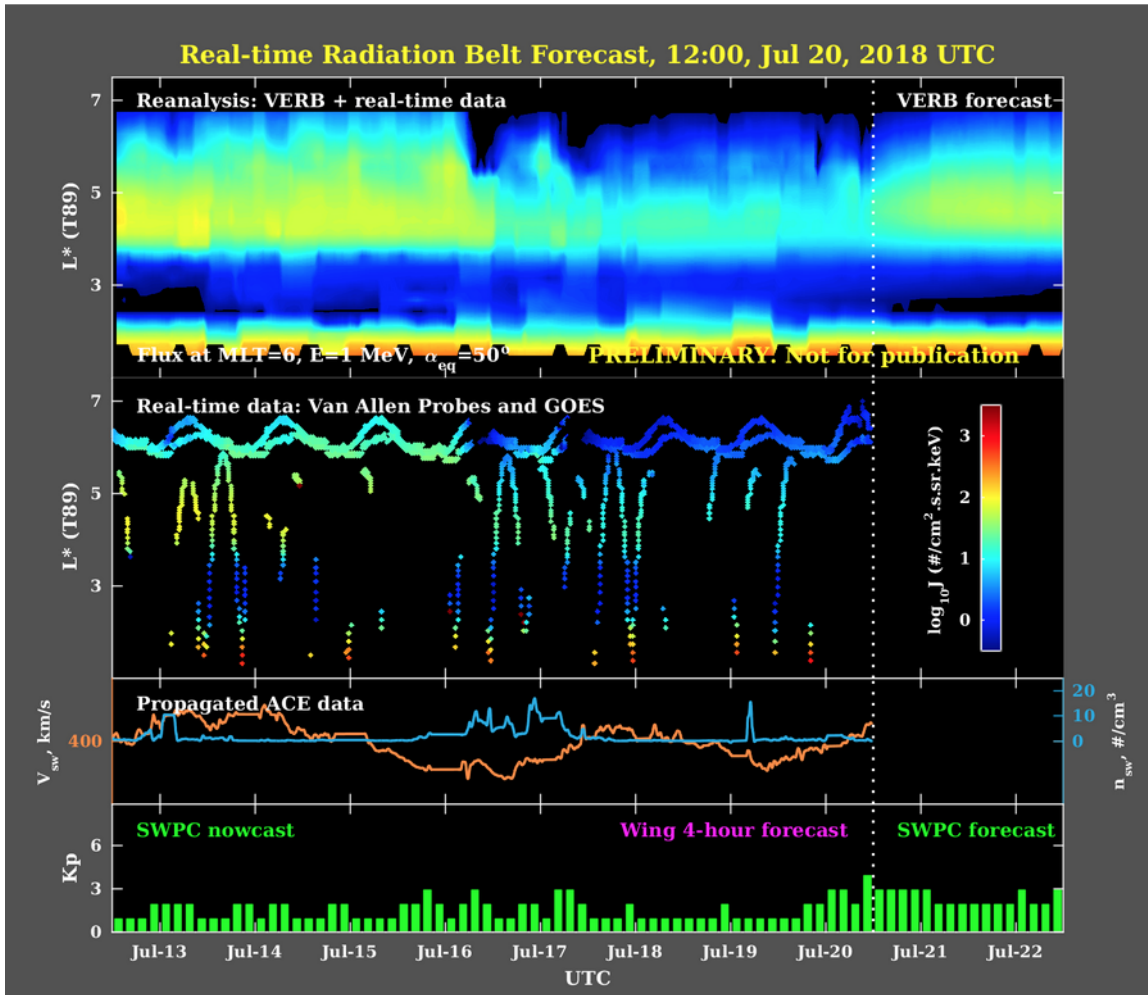 Real-time Radiation Belt Forecast, 12:00, Jul 20, 2018 UTC
Reanalysis: VERB + real-time data
VERB forecast
7
5
3
L* (T89)
Flux at MLT=6, E=1 MeV, αeq=50º
PRELIMINARY. Not for publication
Real-time data: Van Allen Probes and GOES
7
5
3
L* (T89)
log10J (#/cm2.s.sr.keV)
3
2
1
0
Propagated ACE data
400
Vsw, km/s
20
10
0
nsw, #/cm3
SWPC nowcast
Wing 4-hour forecast
SWPC forecast
6
3
0
Kp
Jul-13 Jul-14 Jul-15 Jul-16 Jul-17 Jul-18 Jul-19 Jul-20 Jul-21 Jul-22
UTC